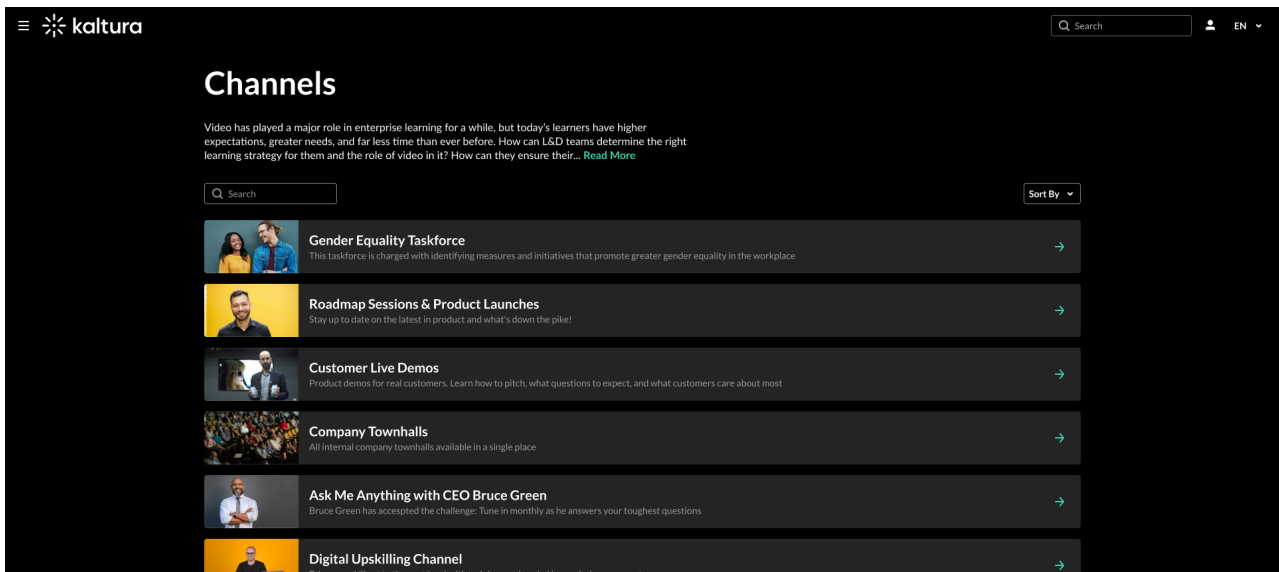 kaltura
Search
EN
Channels
Video has played a major role in enterprise learning for a while, but today's learners have higher
expectations, greater needs, and far less time than ever before. How can L&D teams determine the right
learning strategy for them and the role of video in it? How can they ensure their... Read More
Search
Sort By
Gender Equality Taskforce
This taskforce is charged with identifying measures and initiatives that promote greater gender equality in the workplace
Roadmap Sessions & Product Launches
Stay up to date on the latest in product and what's down the pike!
Customer Live Demos
Product demos for real customers. Learn how to pitch, what questions to expect, and what customers care about most
Company Townhalls
All internal company townhalls available in a single place
Ask Me Anything with CEO Bruce Green
Bruce Green has accespted the challenge: Tune in monthly as he answers your toughest questions
Digital Upskilling Channel